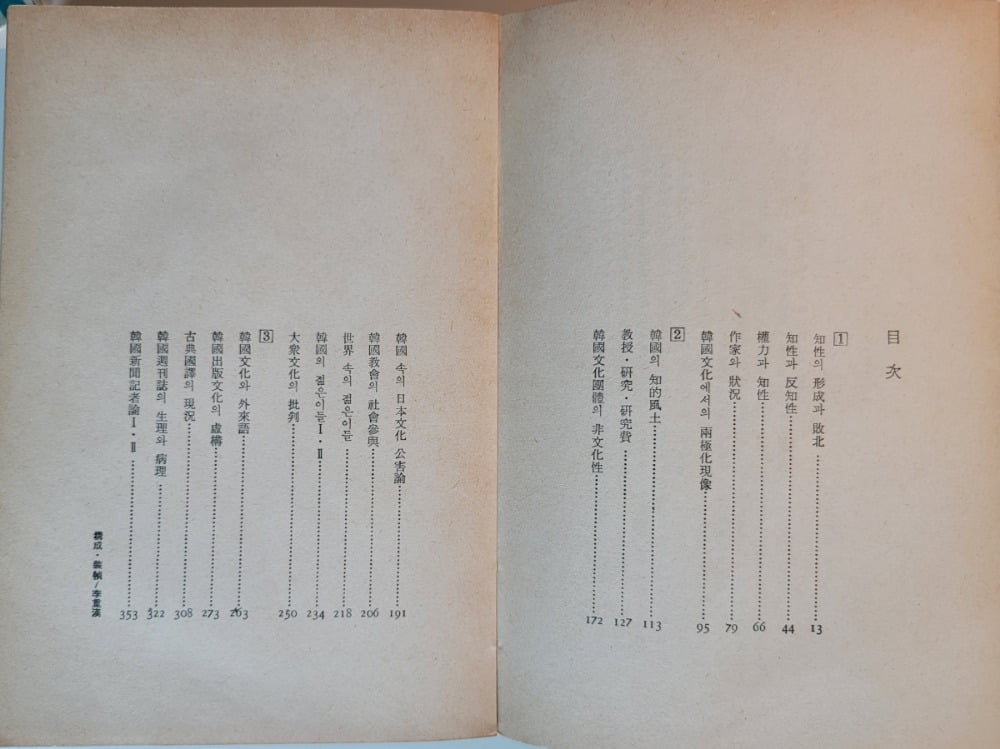 目次
1
知性의 形成과 敗北 13
知性과 反知性 44
權力과 知性 66
作家와 狀況 79
韓國文化에서의 兩極化現像 95
2
韓國의 知的風土 113
教授・研究・研究費 127
韓國文化團體의 非文化性 172
韓國 속의 日本文化 公害論 191
韓國教會의 社會參與 206
世界 속의 젊은이들 218
韓國의 젊은이들 Ⅰ・Ⅱ 234
大衆文化의 批判 250
3
韓國文化와 外來語 263
韓國出版文化의 虛構 273
古典國譯의 現況 308
韓國週刊誌의 生理와 病理 322
韓國新聞記者論 Ⅰ・Ⅱ 353
構成・裝幀/李重漢